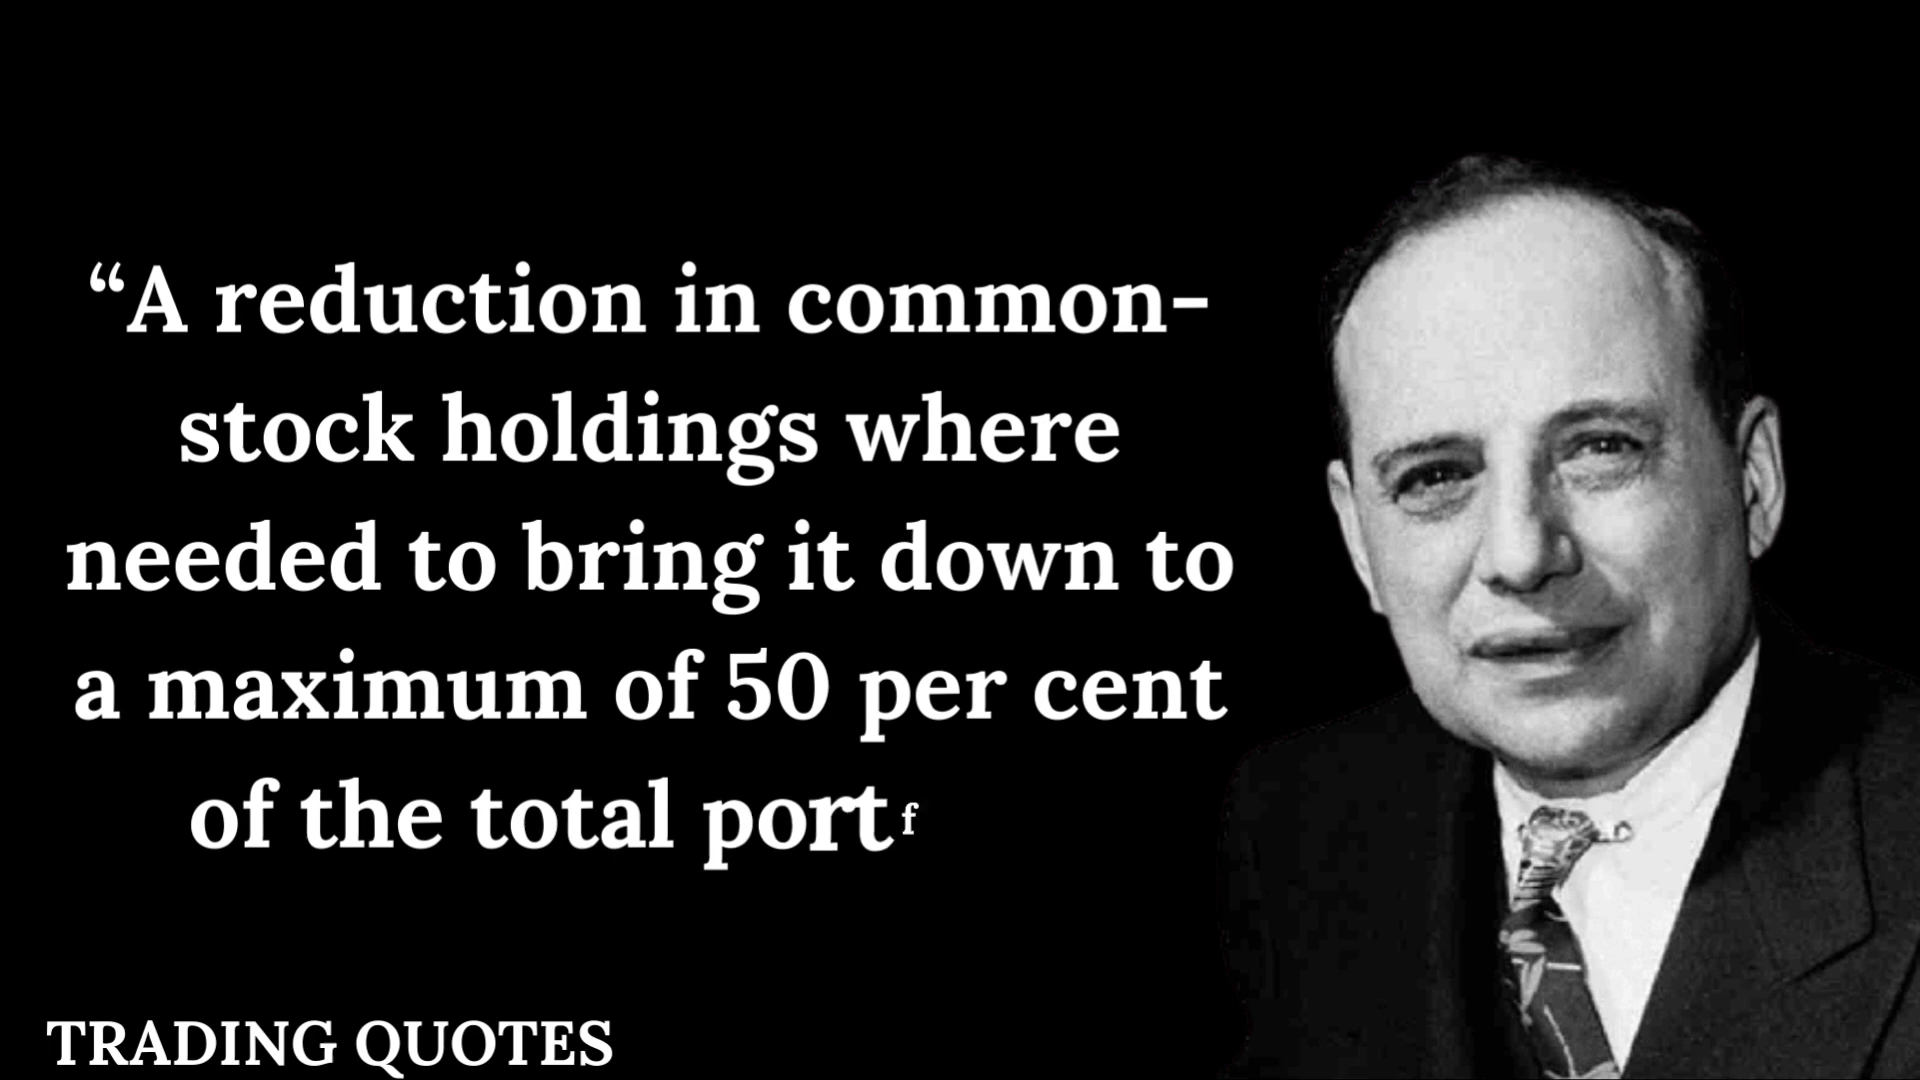 “A reduction in common-
stock holdings where
needed to bring it down to
a maximum of 50 per cent
of the total portf
TRADING QUOTES